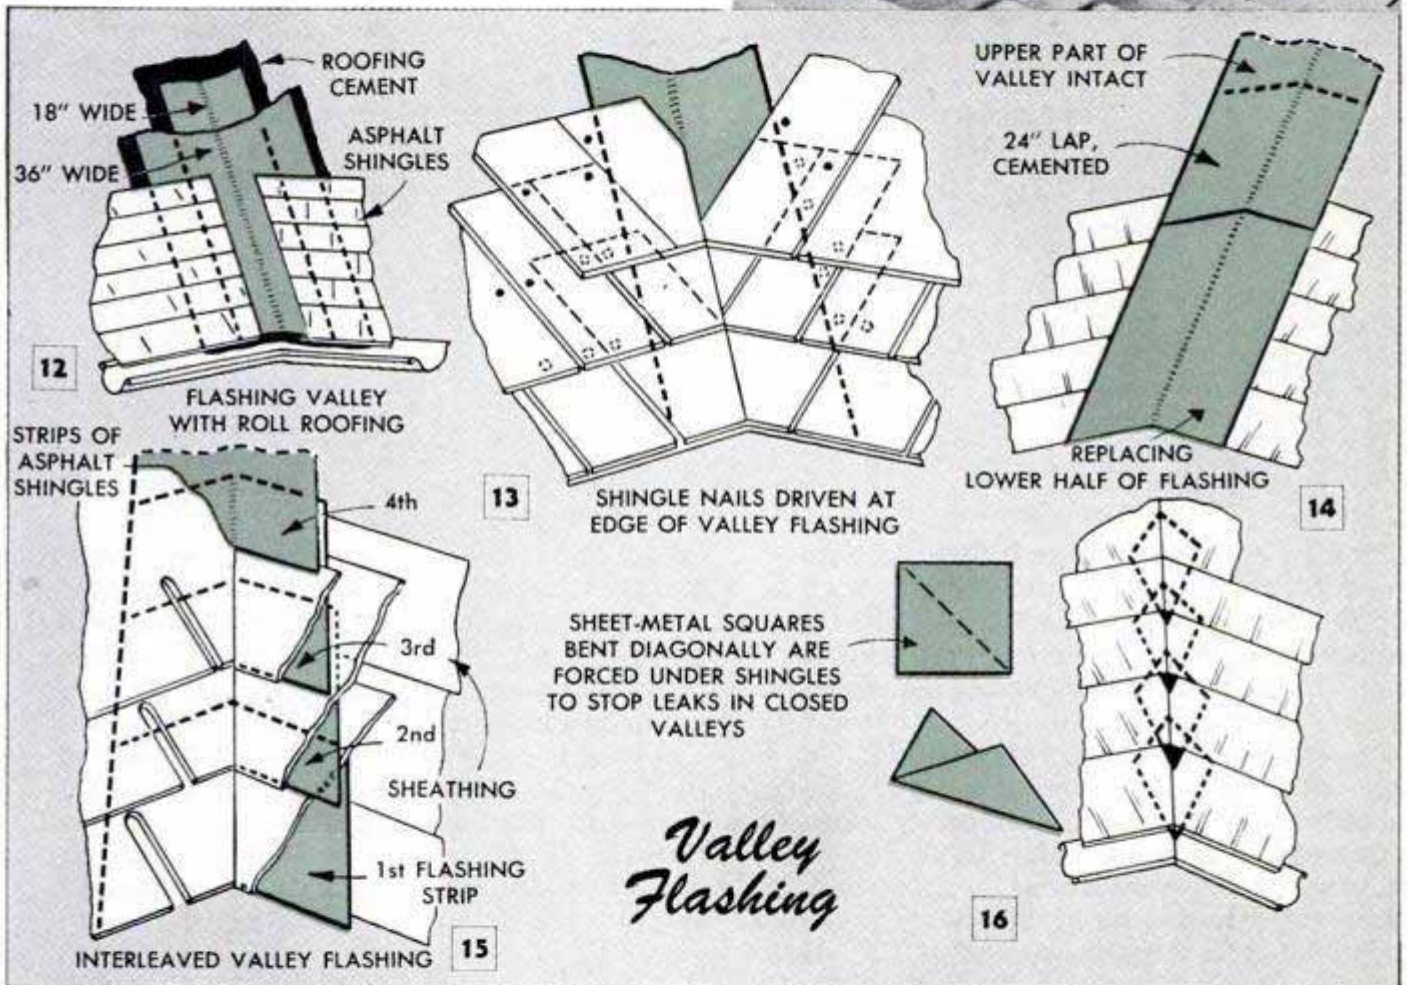 ROOFING
CEMENT
18" WIDE
36" WIDE
ASPHALT
SHINGLES
12
FLASHING VALLEY
WITH ROLL ROOFING
13
SHINGLE NAILS DRIVEN AT
EDGE OF VALLEY FLASHING
UPPER PART OF
VALLEY INTACT
24" LAP,
CEMENTED
REPLACING
LOWER HALF OF FLASHING
14
STRIPS OF
ASPHALT
SHINGLES
4th
3rd
2nd
SHEATHING
1st FLASHING
STRIP
INTERLEAVED VALLEY FLASHING
15
SHEET-METAL SQUARES
BENT DIAGONALLY ARE
FORCED UNDER SHINGLES
TO STOP LEAKS IN CLOSED
VALLEYS
Valley
Flashing
16